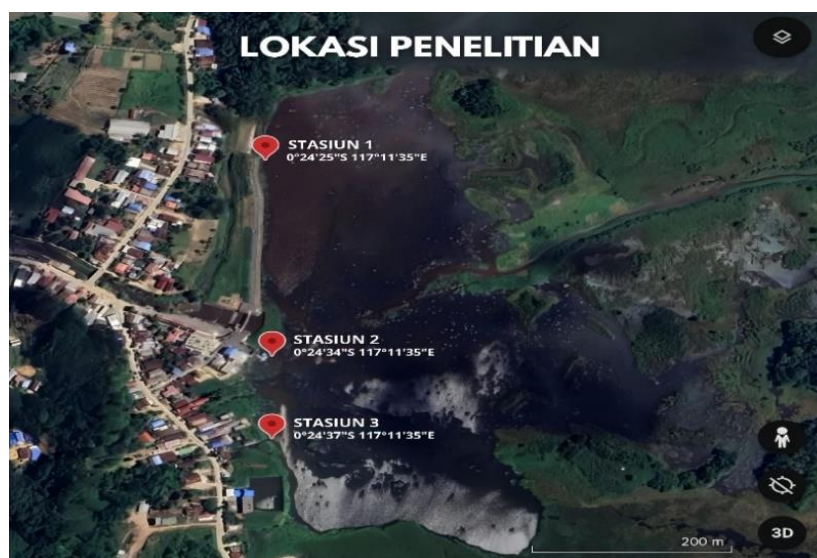 LOKASI PENELITIAN
STASIUN 1
0°24'25"S 117°11'35"E
STASIUN 2
0°24'34"S 117°11'35"E
STASIUN 3
0°24'37"S 117°11'35"E
200 m
3D